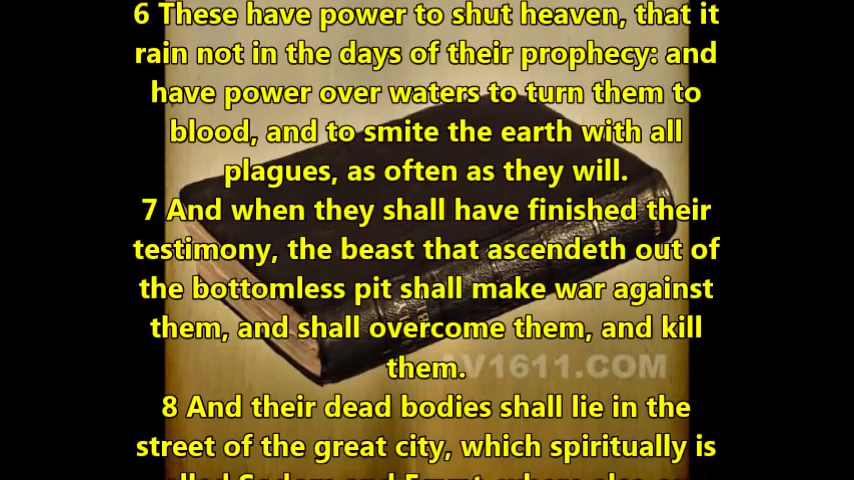 6 These have power to shut heaven, that it
rain not in the days of their prophecy: and
have power over waters to turn them to
blood, and to smite the earth with all
plagues, as often as they will.
7 And when they shall have finished their
testimony, the beast that ascendeth out of
the bottomless pit shall make war against
them, and shall overcome them, and kill
them.
AV1611.COM
8 And their dead bodies shall lie in the
street of the great city, which spiritually is